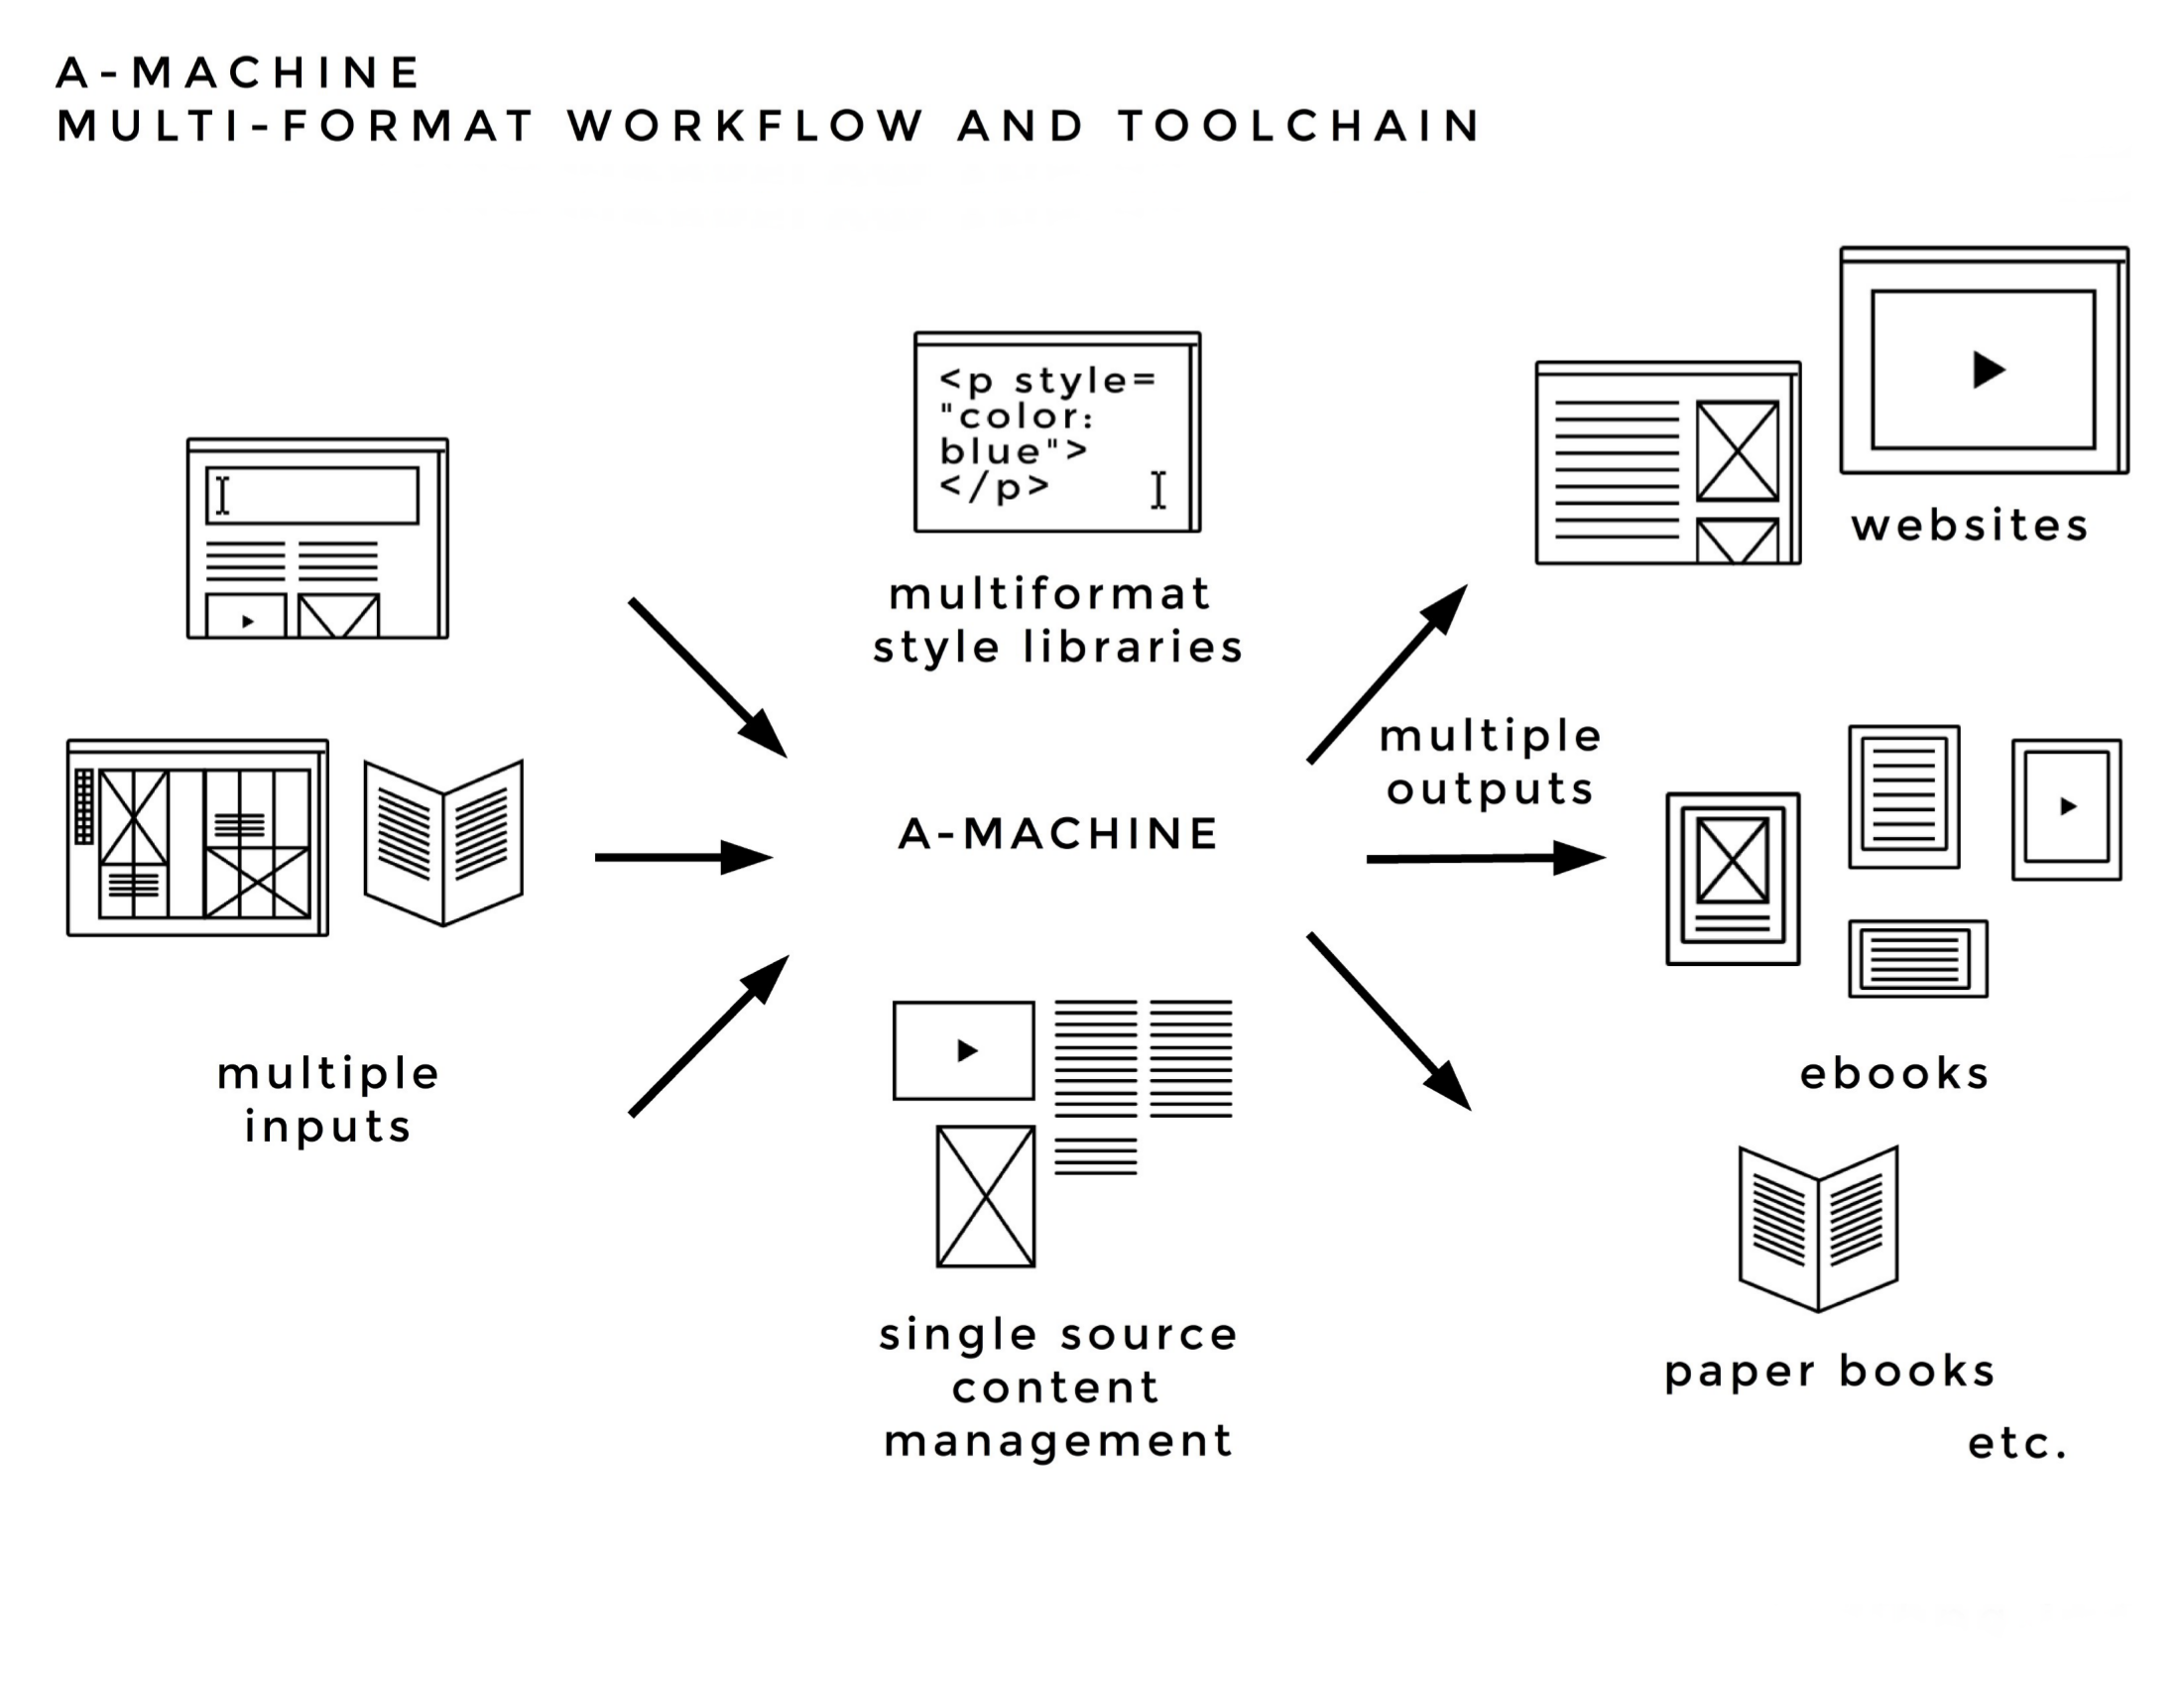 A-MACHINE
MULTI-FORMAT WORKFLOW AND TOOLCHAIN
<p style=
"color:
blue">
</p>
multiformat
style libraries
websites
multiple
outputs
A-MACHINE
multiple
inputs
ebooks
single source
content
management
paper books
etc.